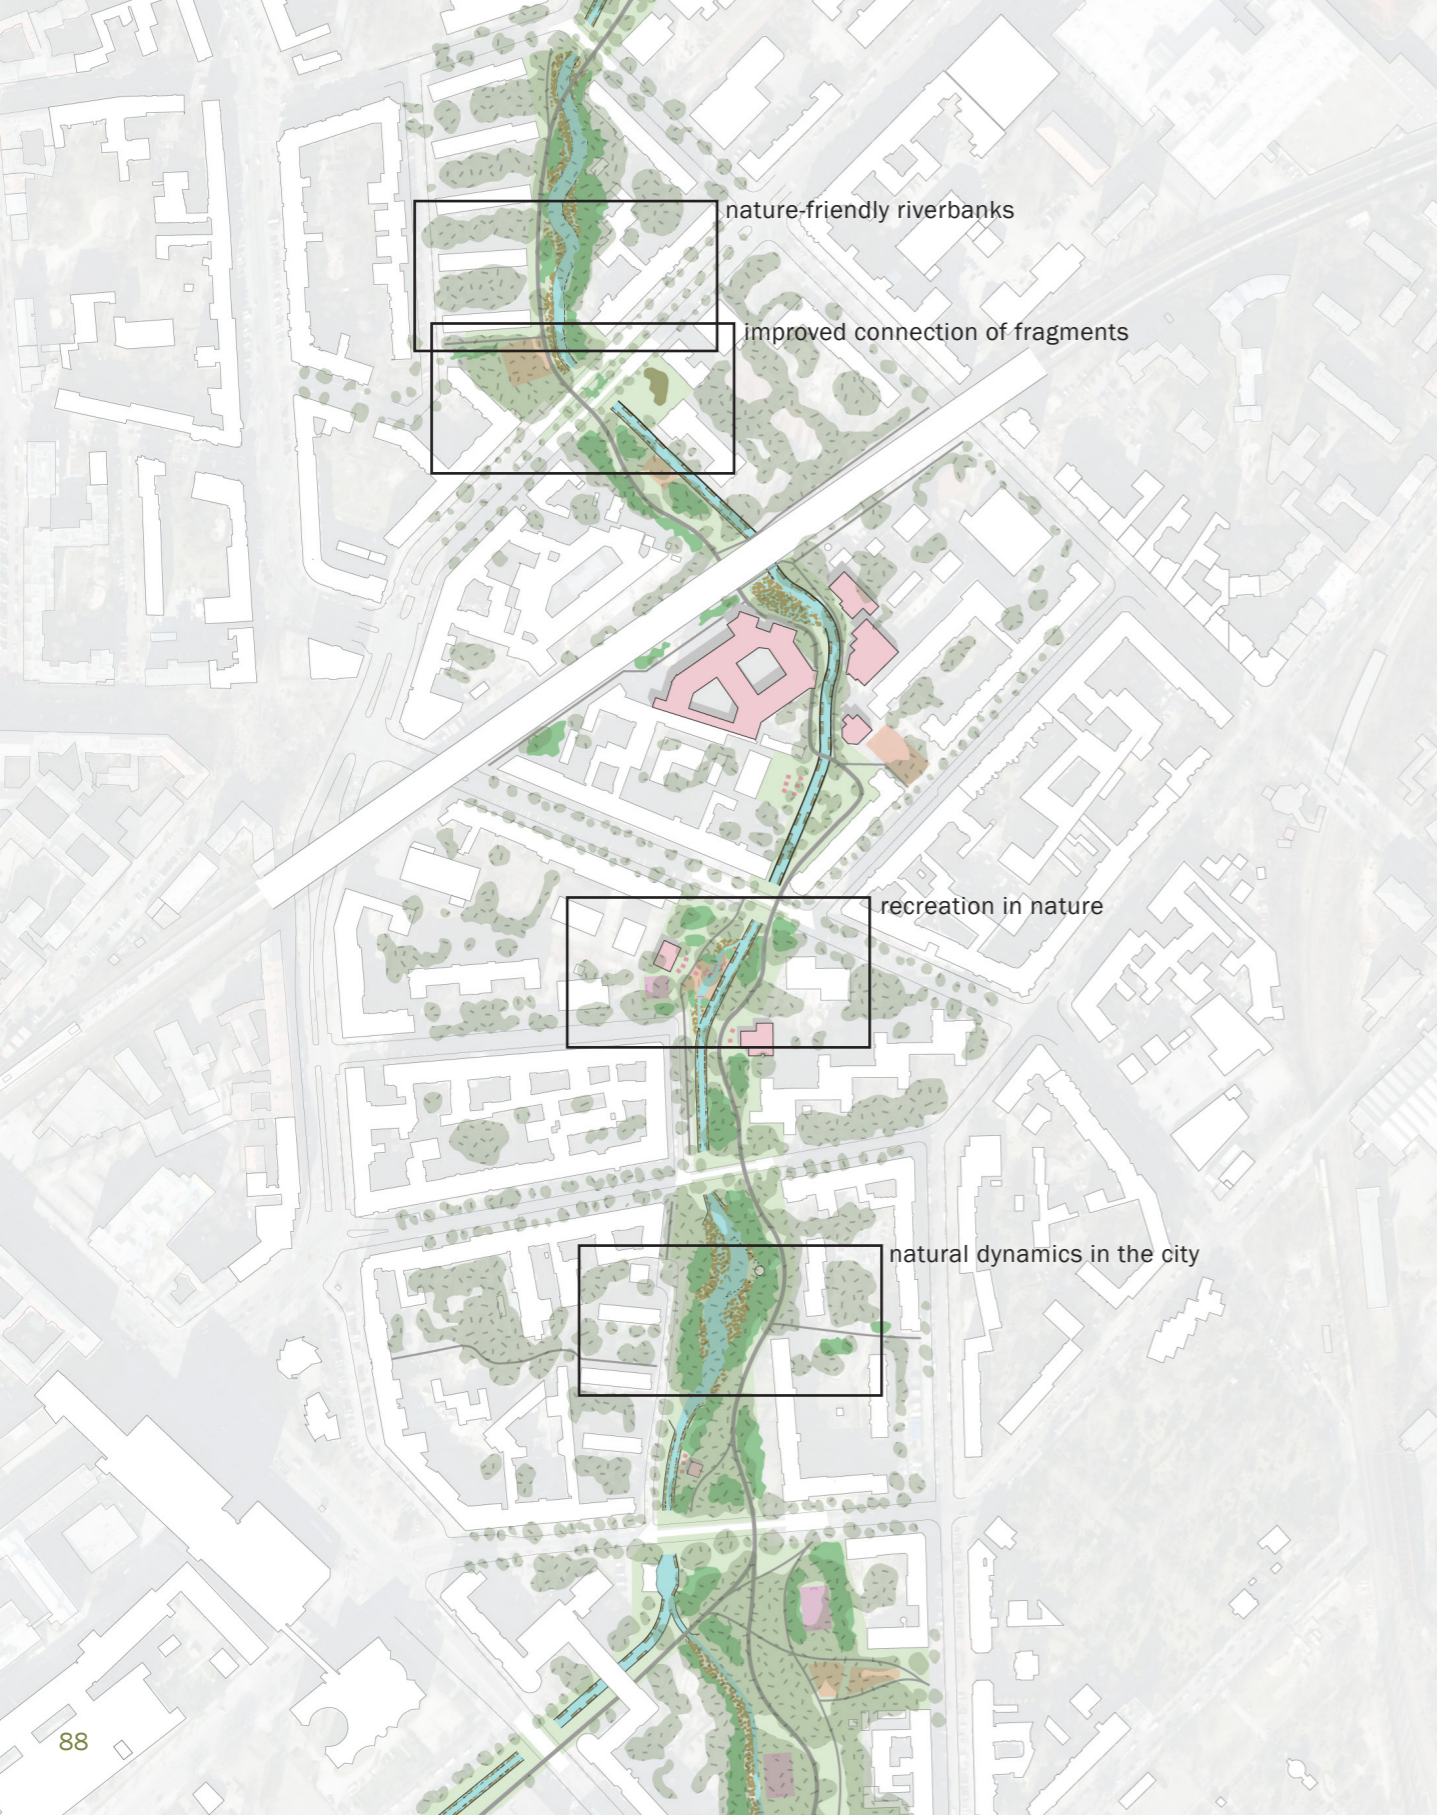 nature-friendly riverbanks
improved connection of fragments
recreation in nature
natural dynamics in the city
88